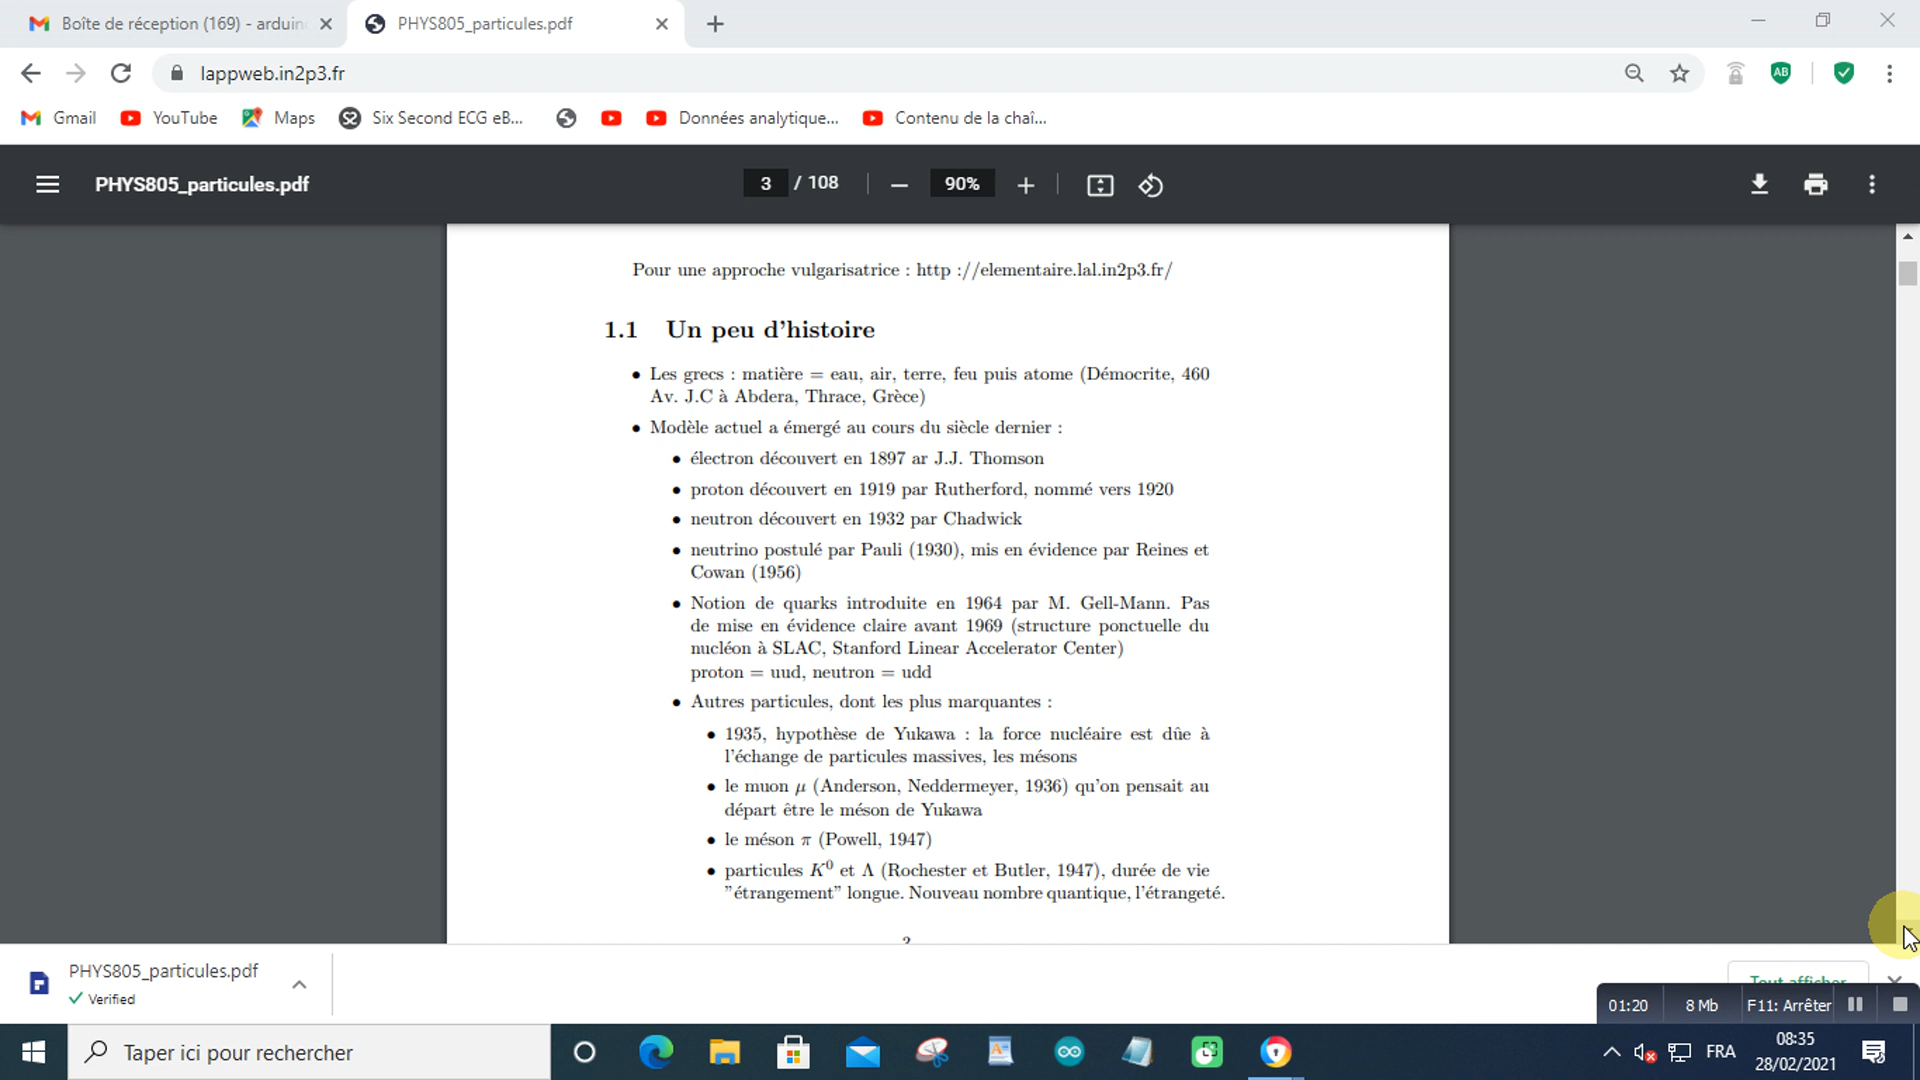 Boîte de réception (169) - arduin
PHYS805_particules.pdf
lappweb.in2p3.fr
AB
Gmail
YouTube
Maps
Six Second ECG eB...
Données analytique...
Contenu de la chaî...
PHYS805_particules.pdf
3 / 108
90%
Pour une approche vulgarisatrice : http ://elementaire.lal.in2p3.fr/
1.1 Un peu d'histoire
• Les grecs : matière = eau, air, terre, feu puis atome (Démocrite, 460
Av. J.C à Abdera, Thrace, Grèce)
• Modèle actuel a émergé au cours du siècle dernier :
• électron découvert en 1897 ar J.J. Thomson
• proton découvert en 1919 par Rutherford, nommé vers 1920
• neutron découvert en 1932 par Chadwick
• neutrino postulé par Pauli (1930), mis en évidence par Reines et
Cowan (1956)
• Notion de quarks introduite en 1964 par M. Gell-Mann. Pas
de mise en évidence claire avant 1969 (structure ponctuelle du
nucléon à SLAC, Stanford Linear Accelerator Center)
proton = uud, neutron = udd
• Autres particules, dont les plus marquantes :
• 1935, hypothèse de Yukawa : la force nucléaire est dûe à
l'échange de particules massives, les mésons
• le muon μ (Anderson, Neddermeyer, 1936) qu'on pensait au
départ être le méson de Yukawa
• le méson π (Powell, 1947)
• particules K⁰ et Λ (Rochester et Butler, 1947), durée de vie
"étrangement" longue. Nouveau nombre quantique, l'étrangeté.
PHYS805_particules.pdf
Verified
Tout afficher
01:20
8 Mb
F11: Arrêter
Taper ici pour rechercher
FRA
08:35
28/02/2021